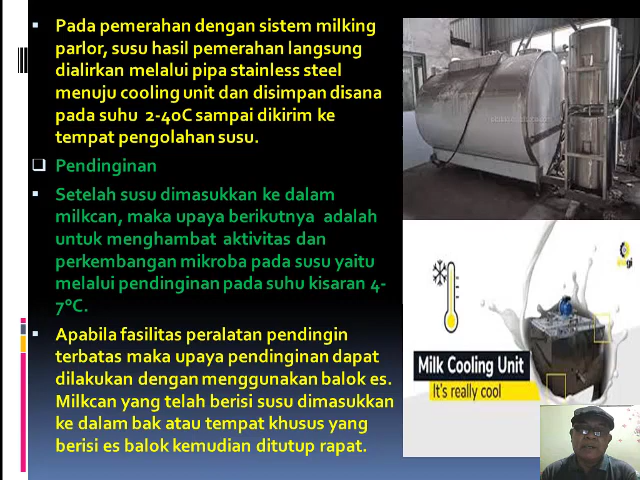 Pada pemerahan dengan sistem milking
parlor, susu hasil pemerahan langsung
dialirkan melalui pipa stainless steel
menuju cooling unit dan disimpan disana
pada suhu 2-4oC sampai dikirim ke
tempat pengolahan susu.
Pendinginan
Setelah susu dimasukkan ke dalam
milkcan, maka upaya berikutnya adalah
untuk menghambat aktivitas dan
perkembangan mikroba pada susu yaitu
melalui pendinginan pada suhu kisaran 4-
7°C.
Apabila fasilitas peralatan pendingin
terbatas maka upaya pendinginan dapat
dilakukan dengan menggunakan balok es.
Milkcan yang telah berisi susu dimasukkan
ke dalam bak atau tempat khusus yang
berisi es balok kemudian ditutup rapat.
Milk Cooling Unit
It's really cool